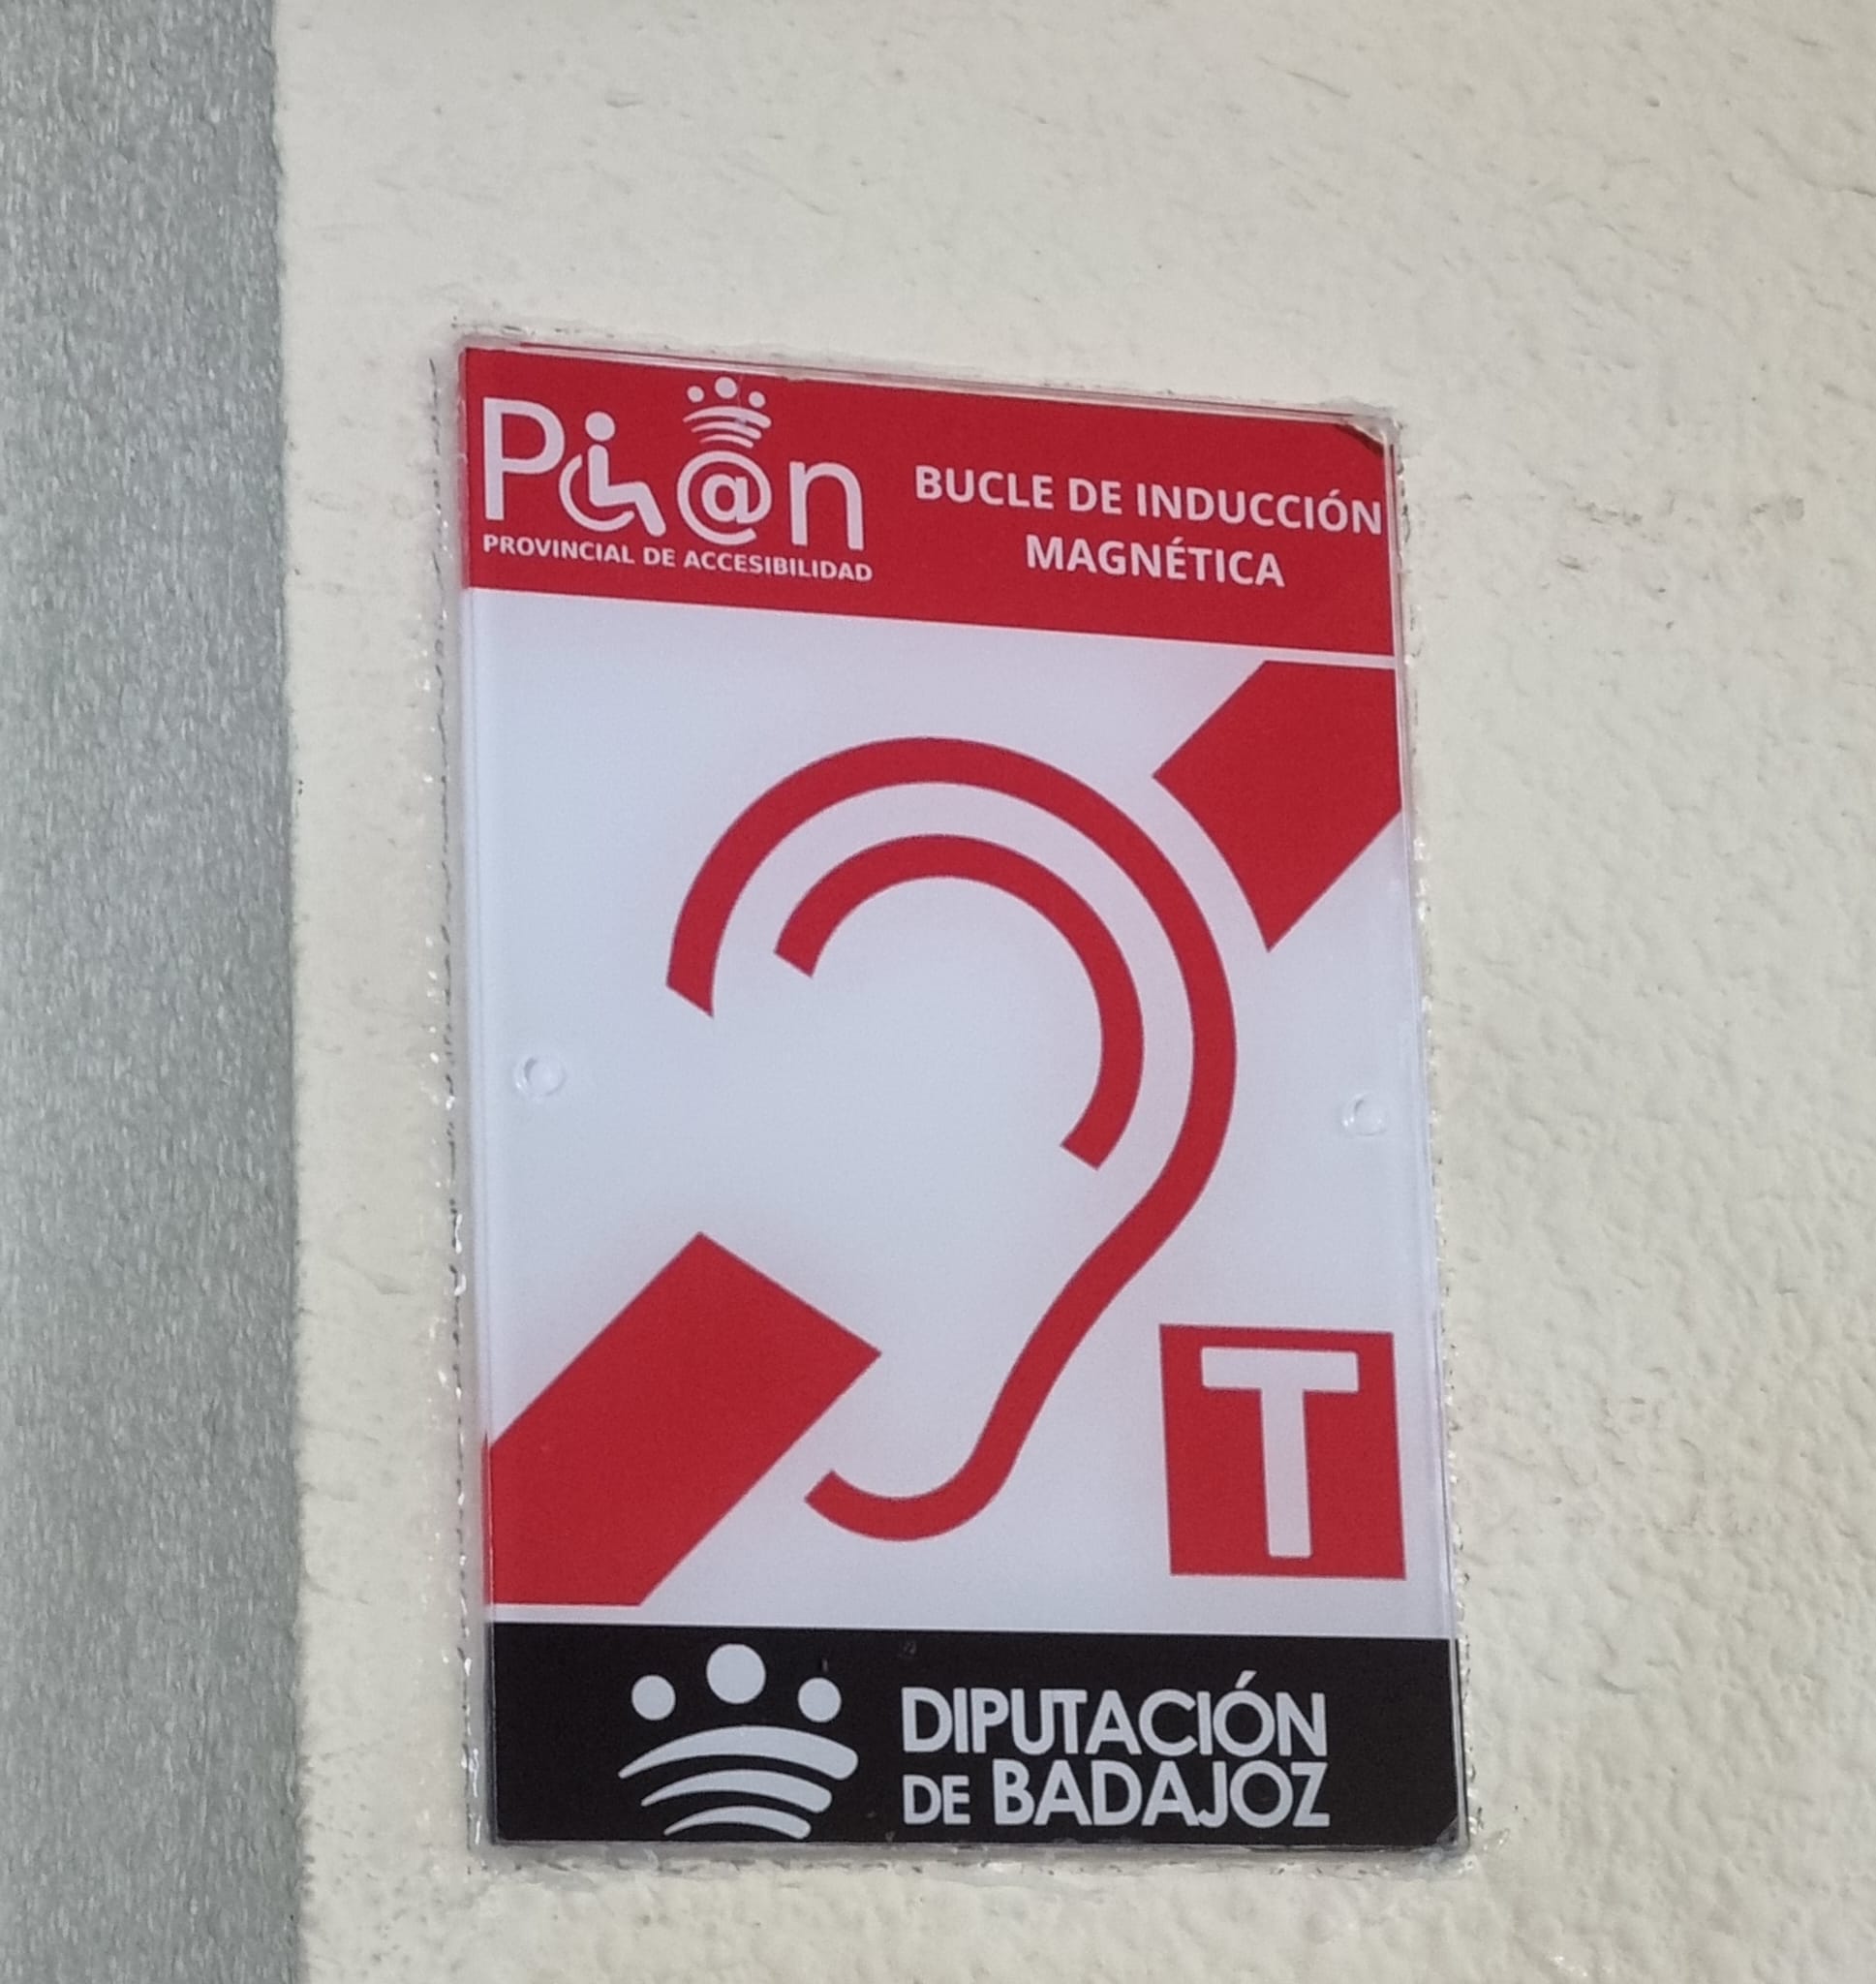 Pl@n
PROVINCIAL DE ACCESIBILIDAD
BUCLE DE INDUCCIÓN
MAGNÉTICA
T
DIPUTACIÓN
DE BADAJOZ